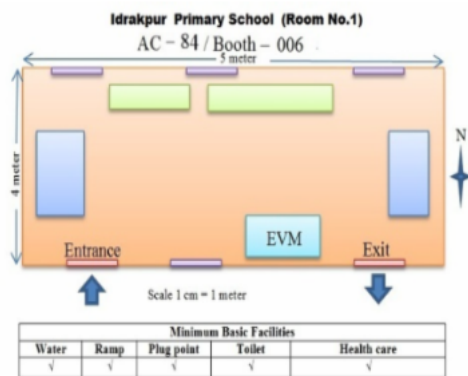 Idrakpur Primary School (Room No.1)
AC - 84 / Booth - 006
5 meter
4 meter
N
EVM
Entrance
Exit
Scale 1 cm = 1 meter
Minimum Basic Facilities
Water Ramp Plug point Toilet Health care
√ √ √ √ √